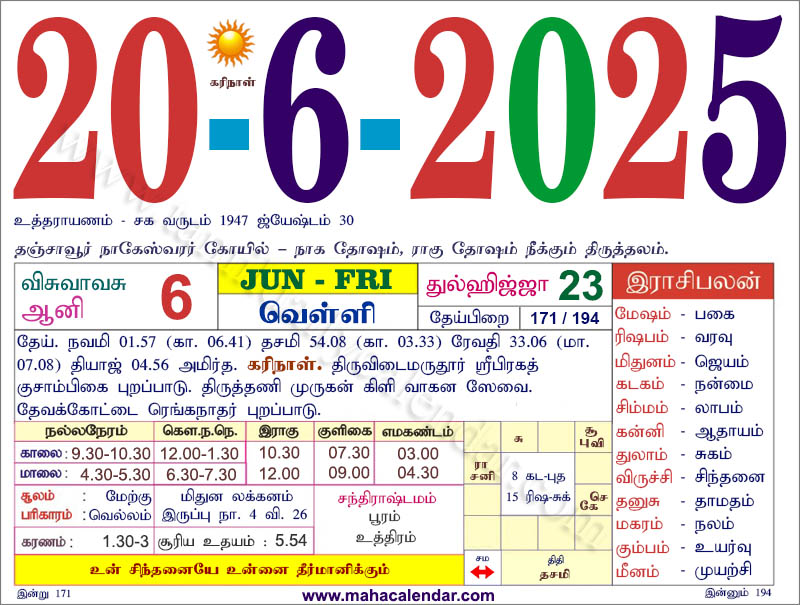 20-6-2025
கரிநாள்
உத்தராயணம் - சக வருடம் 1947 ஜ்யேஷ்டம் 30
தஞ்சாவூர் நாகேஸ்வரர் கோயில் – நாக தோஷம், ராகு தோஷம் நீக்கும் திருத்தலம்.
விசுவாவசு
ஆனி 6
JUN - FRI
வெள்ளி
துல்ஹிஜ்ஜா 23
தேய்பிறை 171 / 194
தேய். நவமி 01.57 (கா. 06.41) தசமி 54.08 (கா. 03.33) ரேவதி 33.06 (மா.
07.08) தியாஜ் 04.56 அமிர்த. கரிநாள். திருவிடைமருதூர் ஸ்ரீபிரகத்
குசாம்பிகை புறப்பாடு. திருத்தணி முருகன் கிளி வாகன ஸேவை.
தேவக்கோட்டை ரெங்கநாதர் புறப்பாடு.
நல்லநேரம் கௌ.ந.நெ. இராகு குளிகை எமகண்டம்
காலை: 9.30-10.30 12.00-1.30 10.30 07.30 03.00
மாலை: 4.30-5.30 6.30-7.30 12.00 09.00 04.30
சூலம் : மேற்கு
பரிகாரம் : வெல்லம்
மிதுன லக்கனம்
இருப்பு நா. 4 வி. 26
சந்திராஷ்டமம்
பூரம்
உத்திரம்
கரணம்: 1.30-3 சூரிய உதயம் : 5.54
சு
சூ
புவி
ரா
சனி
8 கட-புத
15 ரிஷ-சுக்
செ
கே
சம
திதி
தசமி
உன் சிந்தனையே உன்னை தீர்மானிக்கும்
இராசிபலன்
மேஷம் - பகை
ரிஷபம் - வரவு
மிதுனம் - ஜெயம்
கடகம் - நன்மை
சிம்மம் - லாபம்
கன்னி - ஆதாயம்
துலாம் - சுகம்
விருச்சி - சிந்தனை
தனுசு - தாமதம்
மகரம் - நலம்
கும்பம் - உயர்வு
மீனம் - முயற்சி
இன்று 171
www.mahacalendar.com
இன்னும் 194